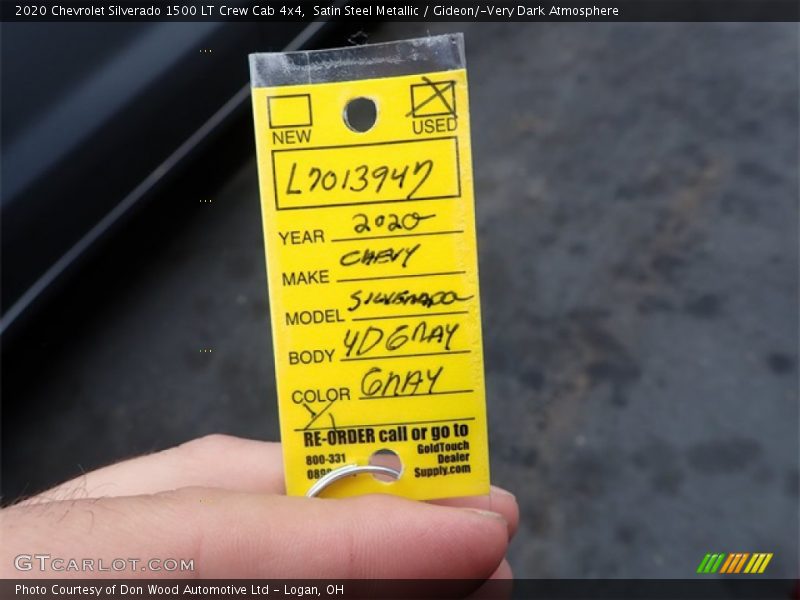 2020 Chevrolet Silverado 1500 LT Crew Cab 4x4, Satin Steel Metallic / Gideon/­Very Dark Atmosphere
NEW USED
L7013947
YEAR 2020
MAKE CHEVY
MODEL SILVERADO
BODY 4D GRAY
COLOR GRAY
RE-ORDER call or go to
800-331 GoldTouch
Dealer
Supply.com
GTCARLOT.COM
Photo Courtesy of Don Wood Automotive Ltd - Logan, OH